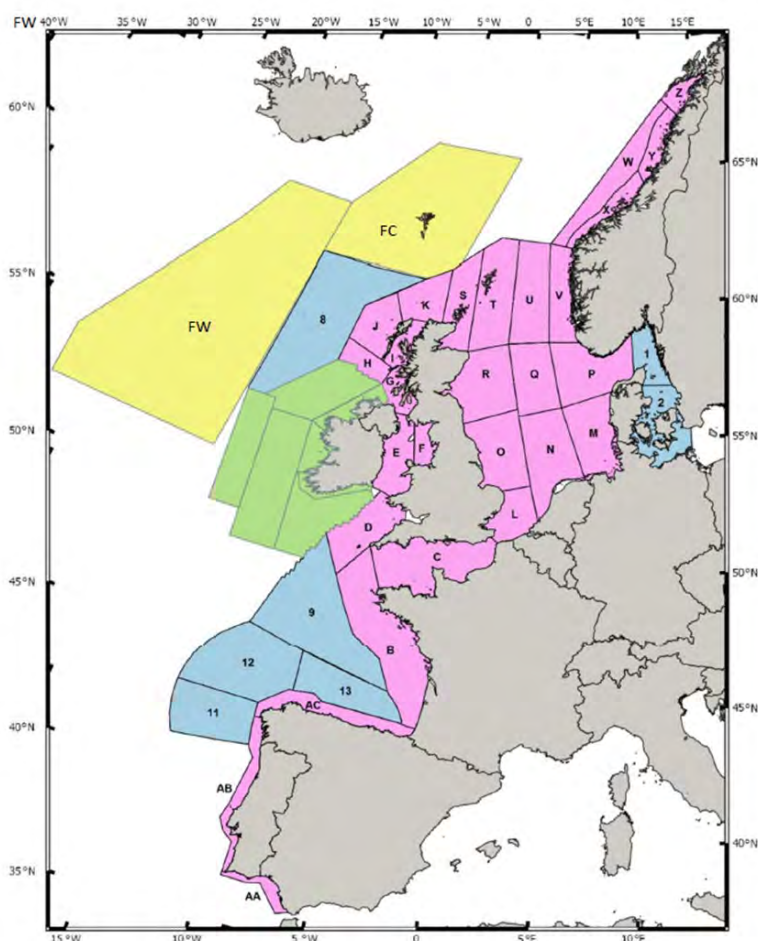 FW
40°W 35°W 30°W 25°W 20°W 15°W 10°W 5°W 0 5°E 10°E 15°E
60°N
Z
W Y
65°N
X
FC
55°N
FW
8
S
K T U V
60°N
J
H I
G
R Q P
1
2
50°N
E F
O N M
55°N
L
D
C
45°N
50°N
9
B
12
13
11
AC
40°N
45°N
AB
40°N
35°N
AA
15°W 10°W 5°W 0 5°E 10°E